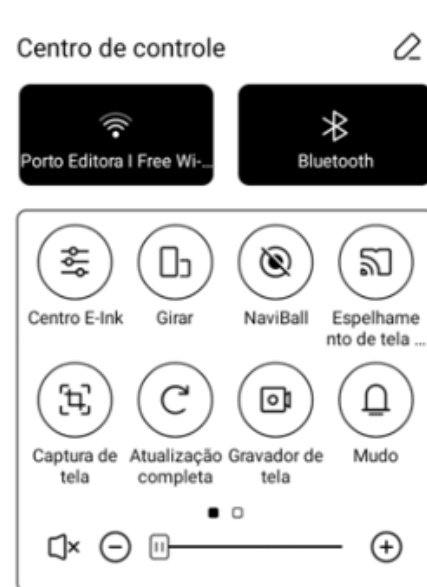 Centro de controle
Porto Editora I Free Wi-...
Bluetooth
Centro E-Ink
Girar
NaviBall
Espelhame
nto de tela ...
Captura de
tela
Atualização
completa
Gravador de
tela
Mudo